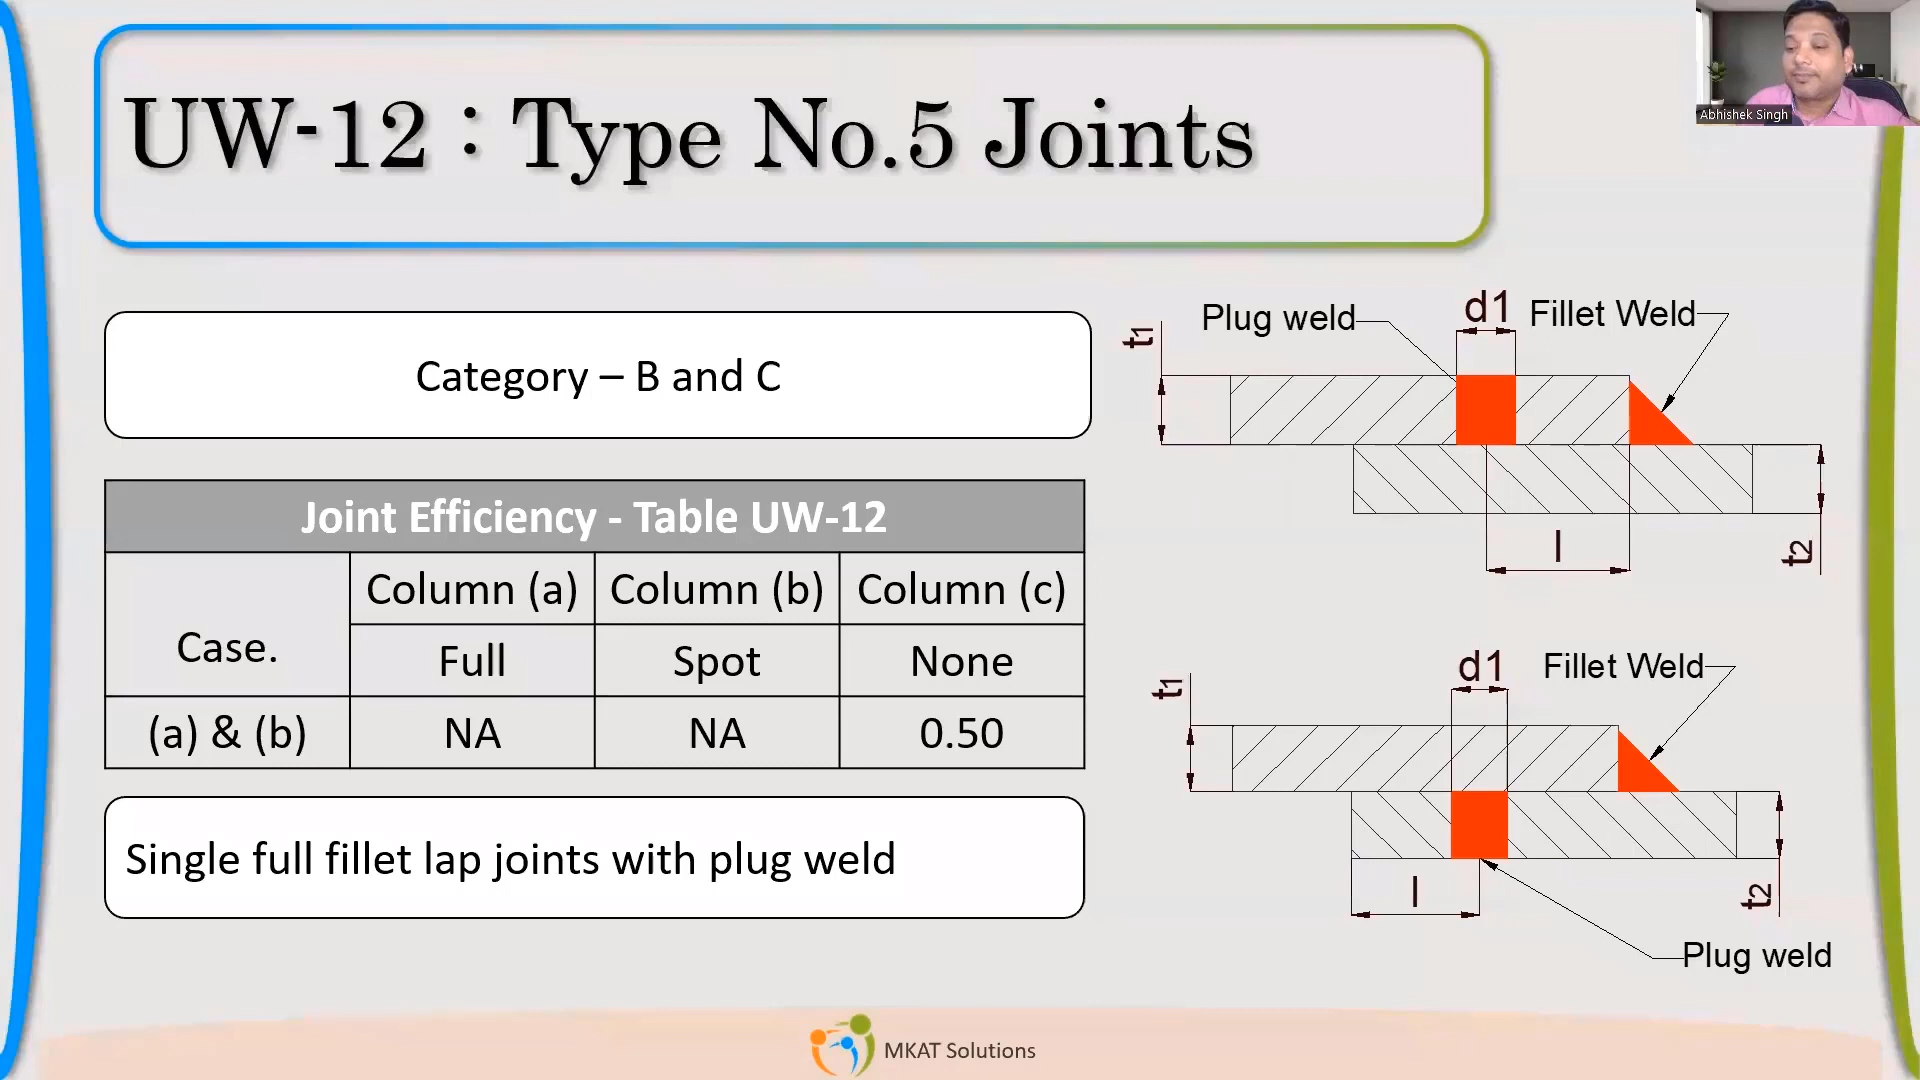 UW-12 : Type No.5 Joints
Abhishek Singh
Category – B and C
Joint Efficiency - Table UW-12
Case.
Column (a)
Column (b)
Column (c)
Full
Spot
None
(a) & (b)
NA
NA
0.50
Single full fillet lap joints with plug weld
Plug weld
d1
Fillet Weld
t1
l
t2
d1
Fillet Weld
t1
l
t2
Plug weld
MKAT Solutions